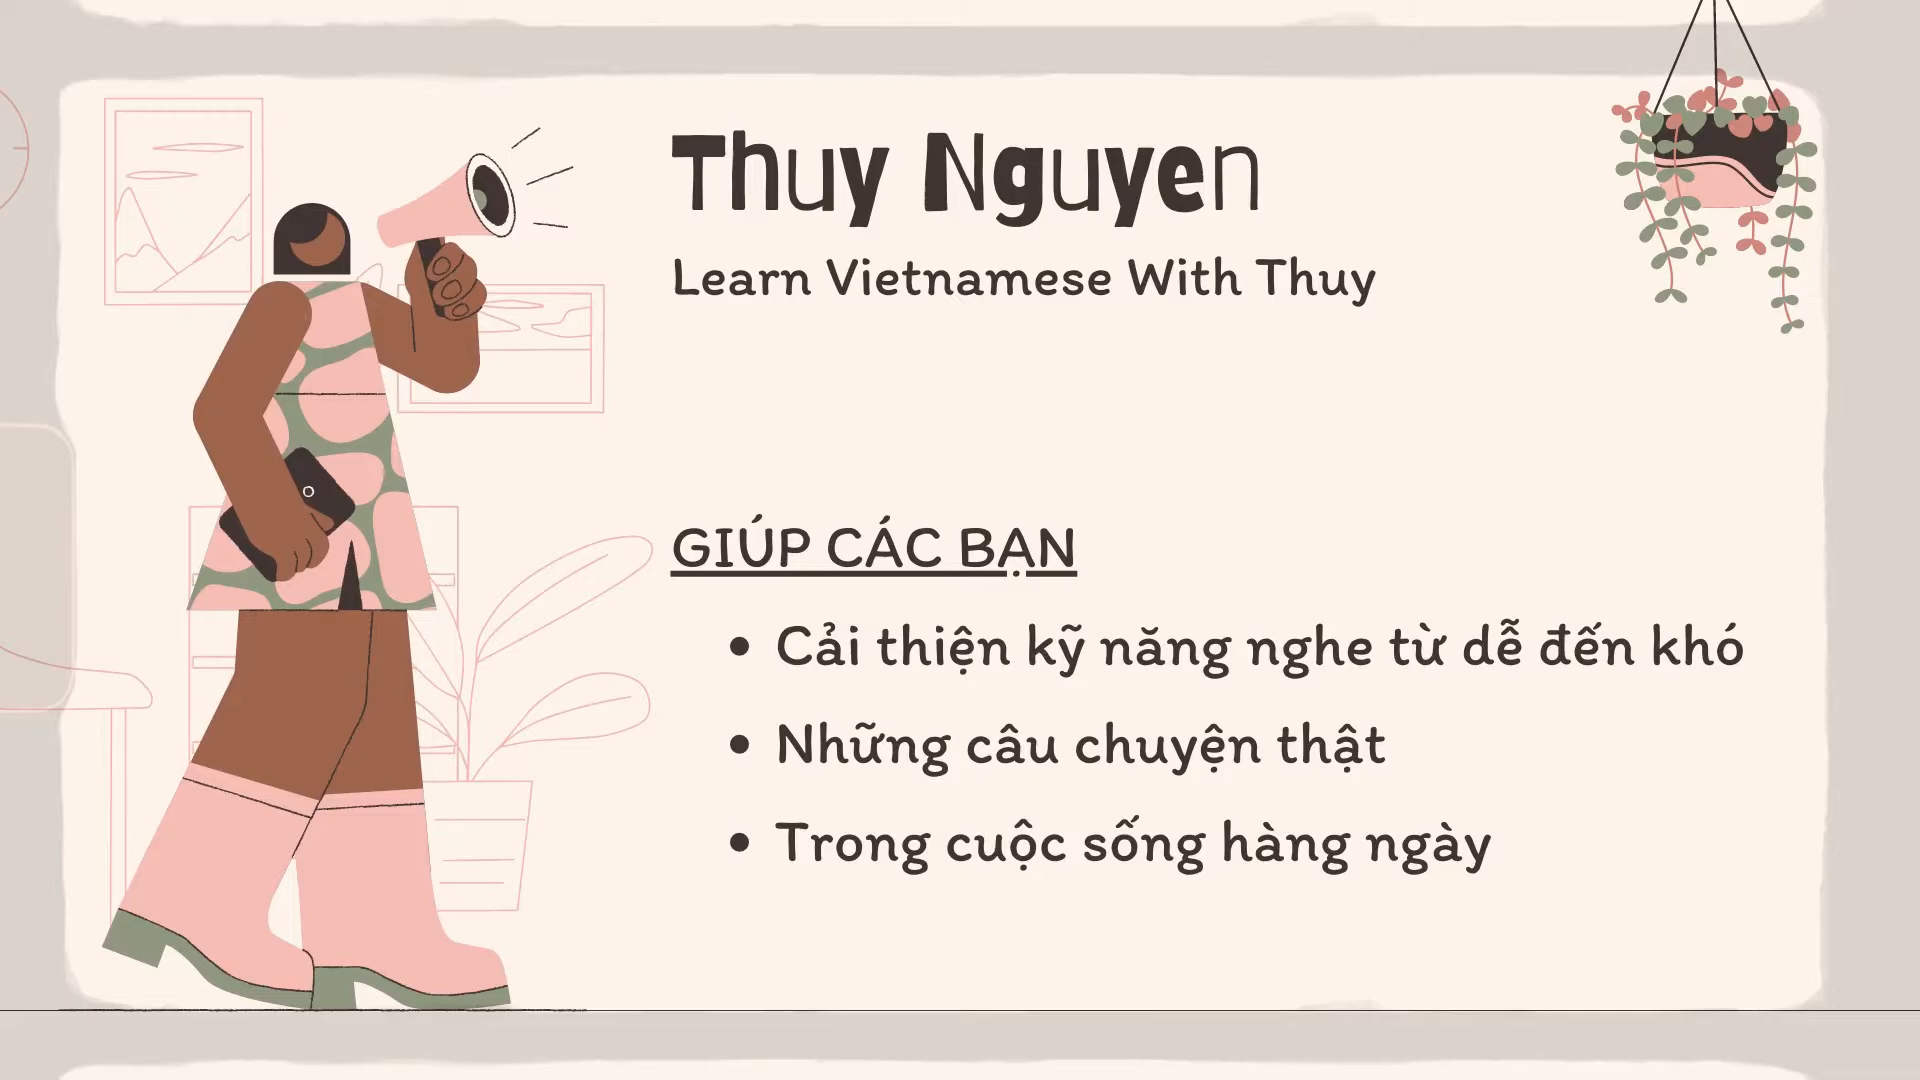 Thuy Nguyen
Learn Vietnamese With Thuy
GIÚP CÁC BẠN
• Cải thiện kỹ năng nghe từ dễ đến khó
• Những câu chuyện thật
• Trong cuộc sống hàng ngày